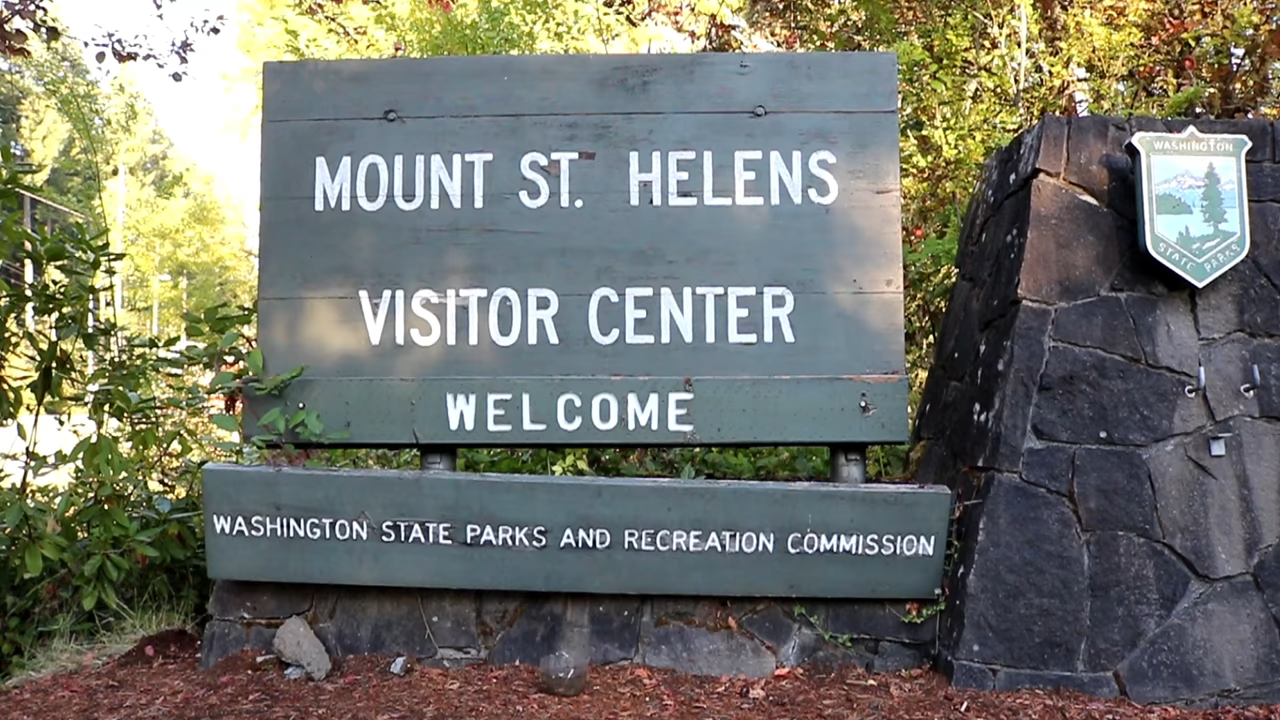 MOUNT ST. HELENS
VISITOR CENTER
WELCOME
WASHINGTON STATE PARKS AND RECREATION COMMISSION
WASHINGTON
STATE PARKS